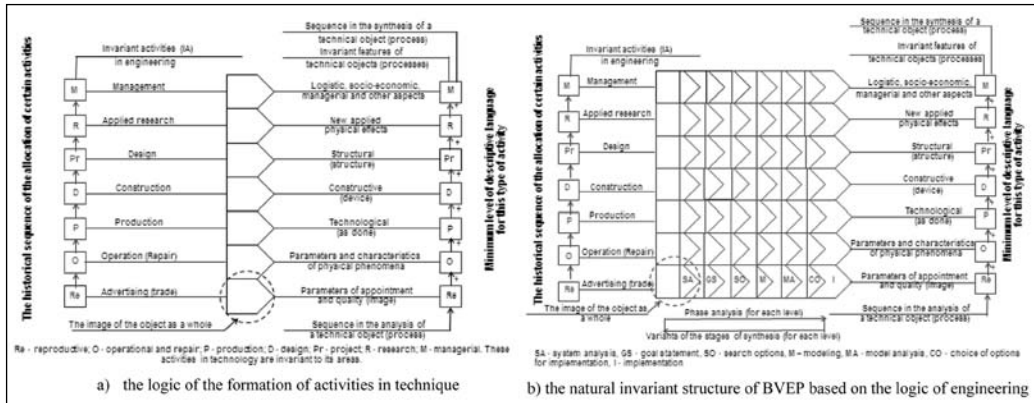 Sequence in the synthesis of a
technical object (process)
Invariant activities (IA)
in engineering
Invariant features of
technical objects (processes)
The historical sequence of the allocation of certain activities
M
Management
Logistic, socio-economic,
managerial and other aspects
M
R
Applied research
New applied
physical effects
R
Pr
Design
Structural
(structure)
Pr
D
Construction
Constructive
(device)
D
P
Production
Technological
(as done)
P
O
Operation (Repair)
Parameters and characteristics
of physical phenomena
O
Re
Advertising (trade)
Parameters of appointment
and quality (image)
Re
Minimum level of descriptive language
for this type of activity
The image of the object as a whole
Sequence in the analysis of a
technical object (process)
Re - reproductive; O - operational and repair; P - production; D - design; Pr - project; R - research; M - managerial. These
activities in technology are invariant to its areas.
a) the logic of the formation of activities in technique
Sequence in the synthesis of a
technical object (process)
Invariant activities (IA)
in engineering
Invariant features of
technical objects (processes)
The historical sequence of the allocation of certain activities
M
Management
Logistic, socio-economic,
managerial and other aspects
M
R
Applied research
New applied
physical effects
R
Pr
Design
Structural
(structure)
Pr
D
Construction
Constructive
(device)
D
P
Production
Technological
(as done)
P
O
Operation (Repair)
Parameters and characteristics
of physical phenomena
O
Re
Advertising (trade)
SA GS SO M MA CO I
Parameters of appointment
and quality (image)
Re
Minimum level of descriptive language
for this type of activity
The image of the object as a
whole
Phase analysis (for each level)
Variants of the stages of synthesis (for each level)
Sequence in the analysis of a
technical object (process)
SA - system analysis, GS - goal statement, SO - search options, M = modeling, MA - model analysis, CO - choice of options
for implementation, I - implementation
b) the natural invariant structure of BVEP based on the logic of engineering